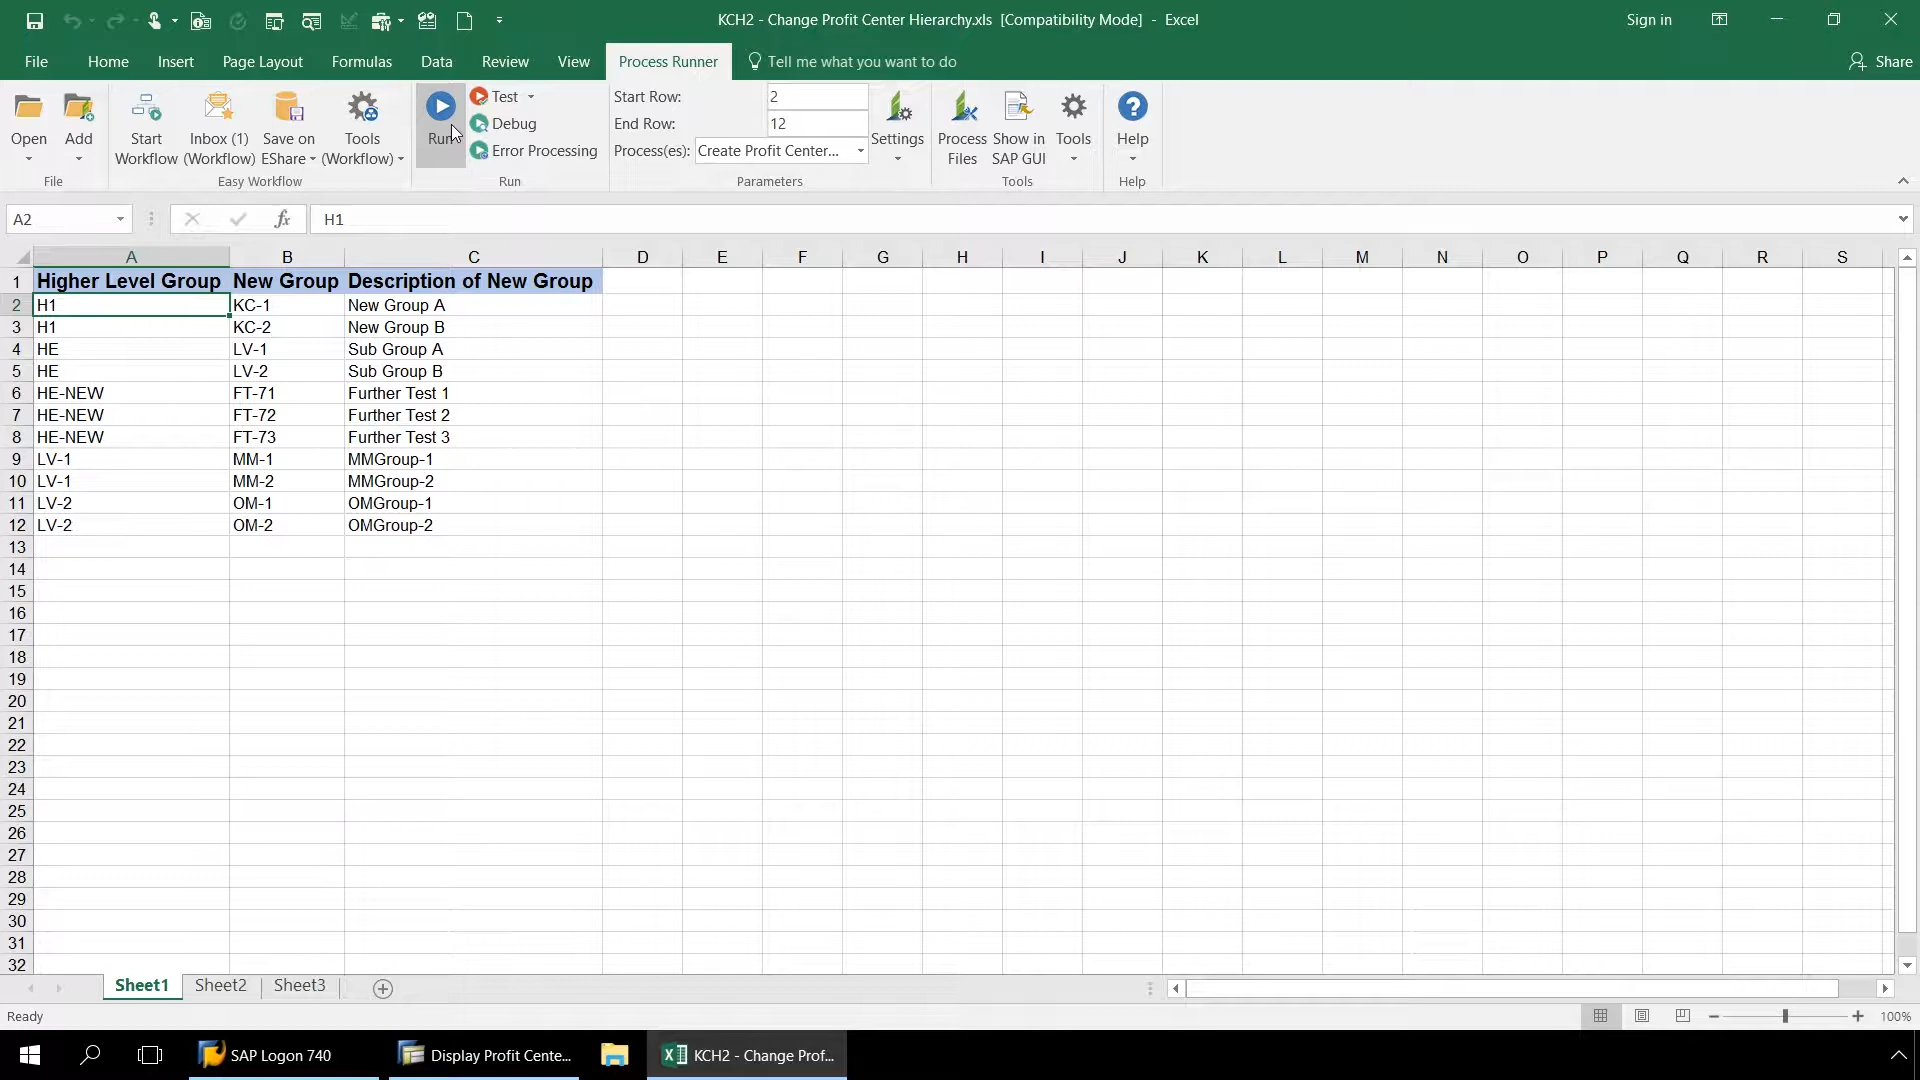 KCH2 - Change Profit Center Hierarchy.xls [Compatibility Mode] - Excel
Sign in
File Home Insert Page Layout Formulas Data Review View Process Runner Tell me what you want to do Share
Open
Add
Start Workflow
Inbox (1) (Workflow)
Save on EShare
Tools (Workflow)
Run
Test
Debug
Error Processing
Start Row: 2
End Row: 12
Process(es): Create Profit Center...
Settings
Process Files
Show in SAP GUI
Tools
Help
File Easy Workflow Run Parameters Tools Help
A2 fx H1
A B C D E F G H I J K L M N O P Q R S
1 Higher Level Group New Group Description of New Group
2 H1 KC-1 New Group A
3 H1 KC-2 New Group B
4 HE LV-1 Sub Group A
5 HE LV-2 Sub Group B
6 HE-NEW FT-71 Further Test 1
7 HE-NEW FT-72 Further Test 2
8 HE-NEW FT-73 Further Test 3
9 LV-1 MM-1 MMGroup-1
10 LV-1 MM-2 MMGroup-2
11 LV-2 OM-1 OMGroup-1
12 LV-2 OM-2 OMGroup-2
13
14
15
16
17
18
19
20
21
22
23
24
25
26
27
28
29
30
31
32
Sheet1 Sheet2 Sheet3
Ready 100%
SAP Logon 740 Display Profit Cente... KCH2 - Change Prof...